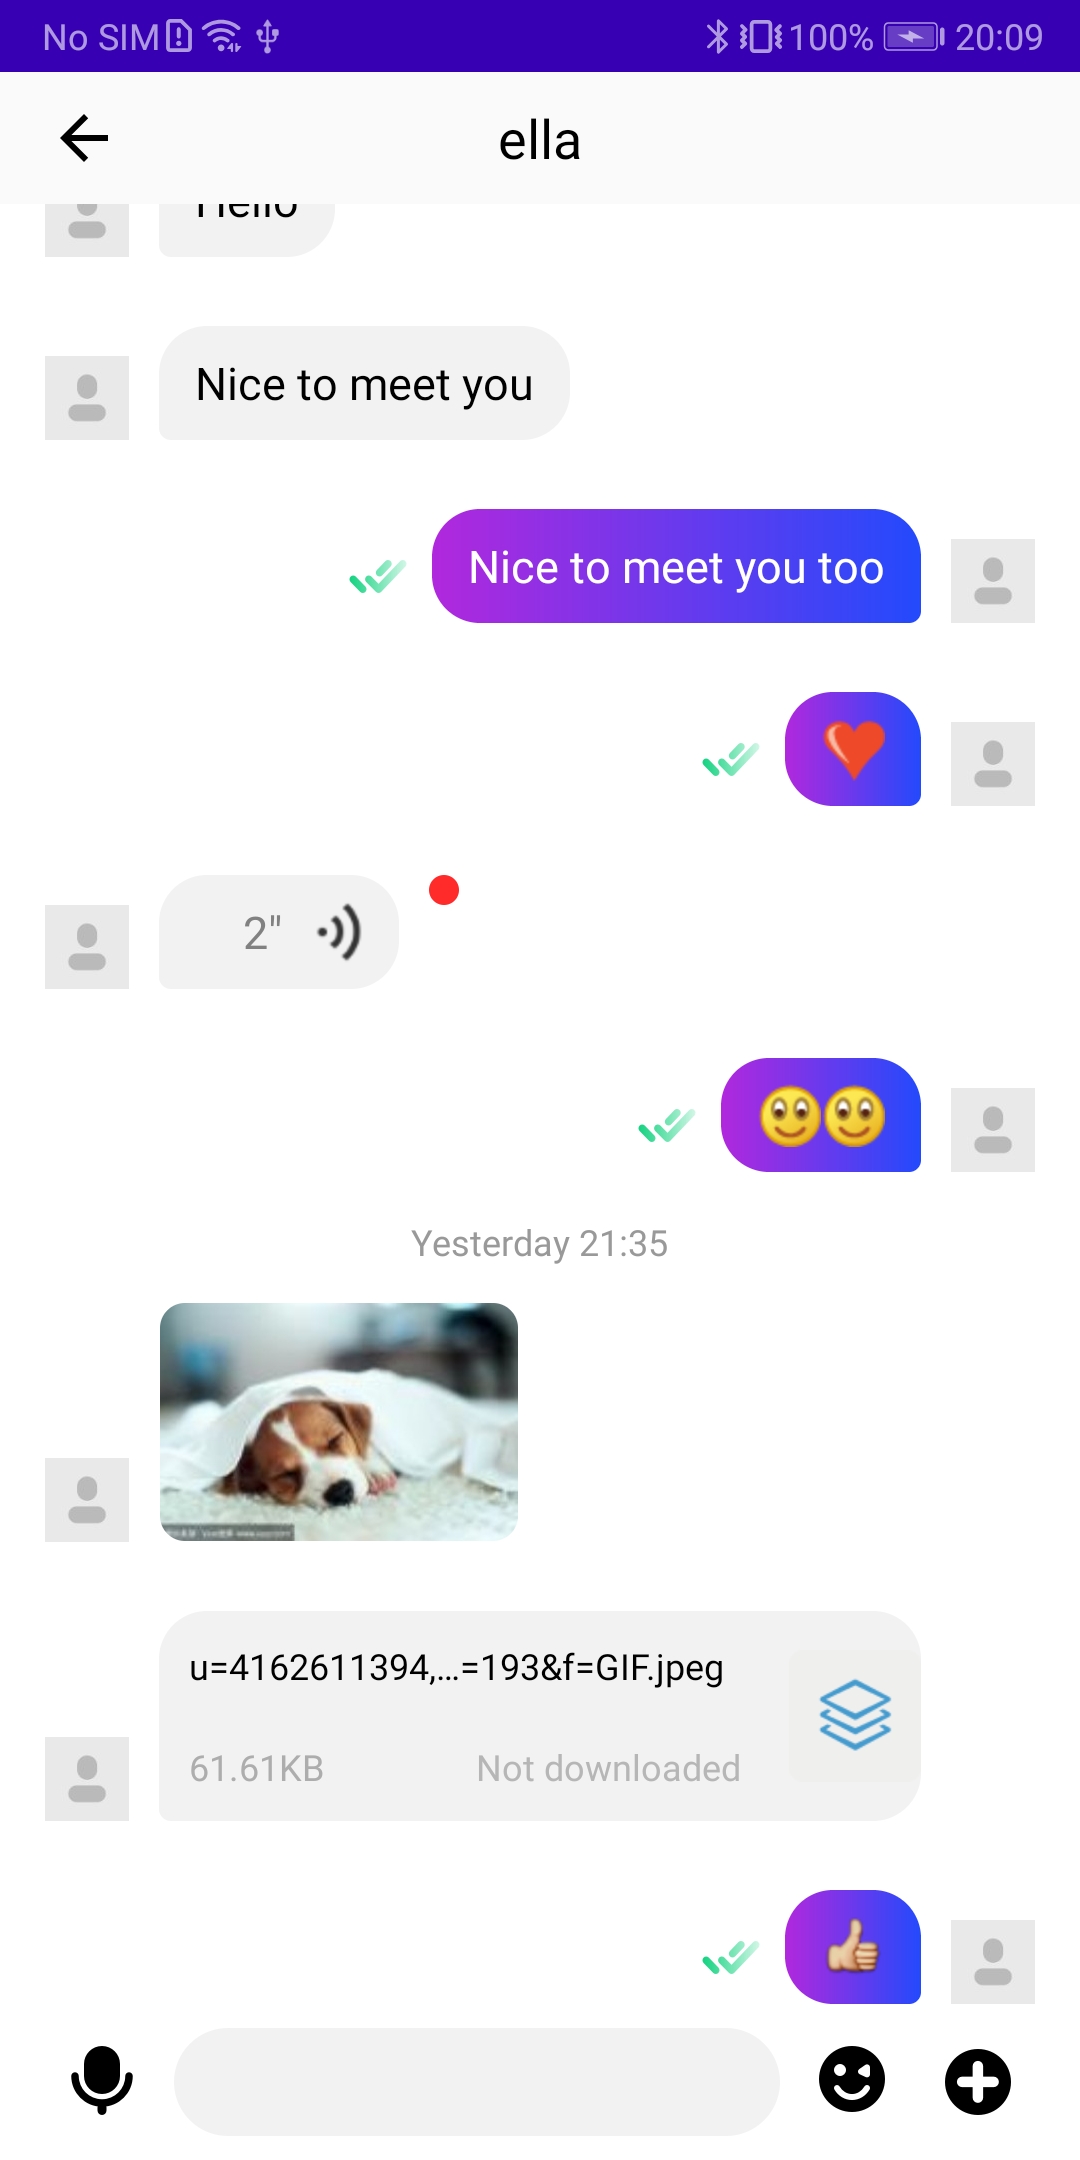 No SIM 100% 20:09
ella
Hello
Nice to meet you
Nice to meet you too
2"
Yesterday 21:35
u=4162611394,...=193&f=GIF.jpeg
61.61KB Not downloaded